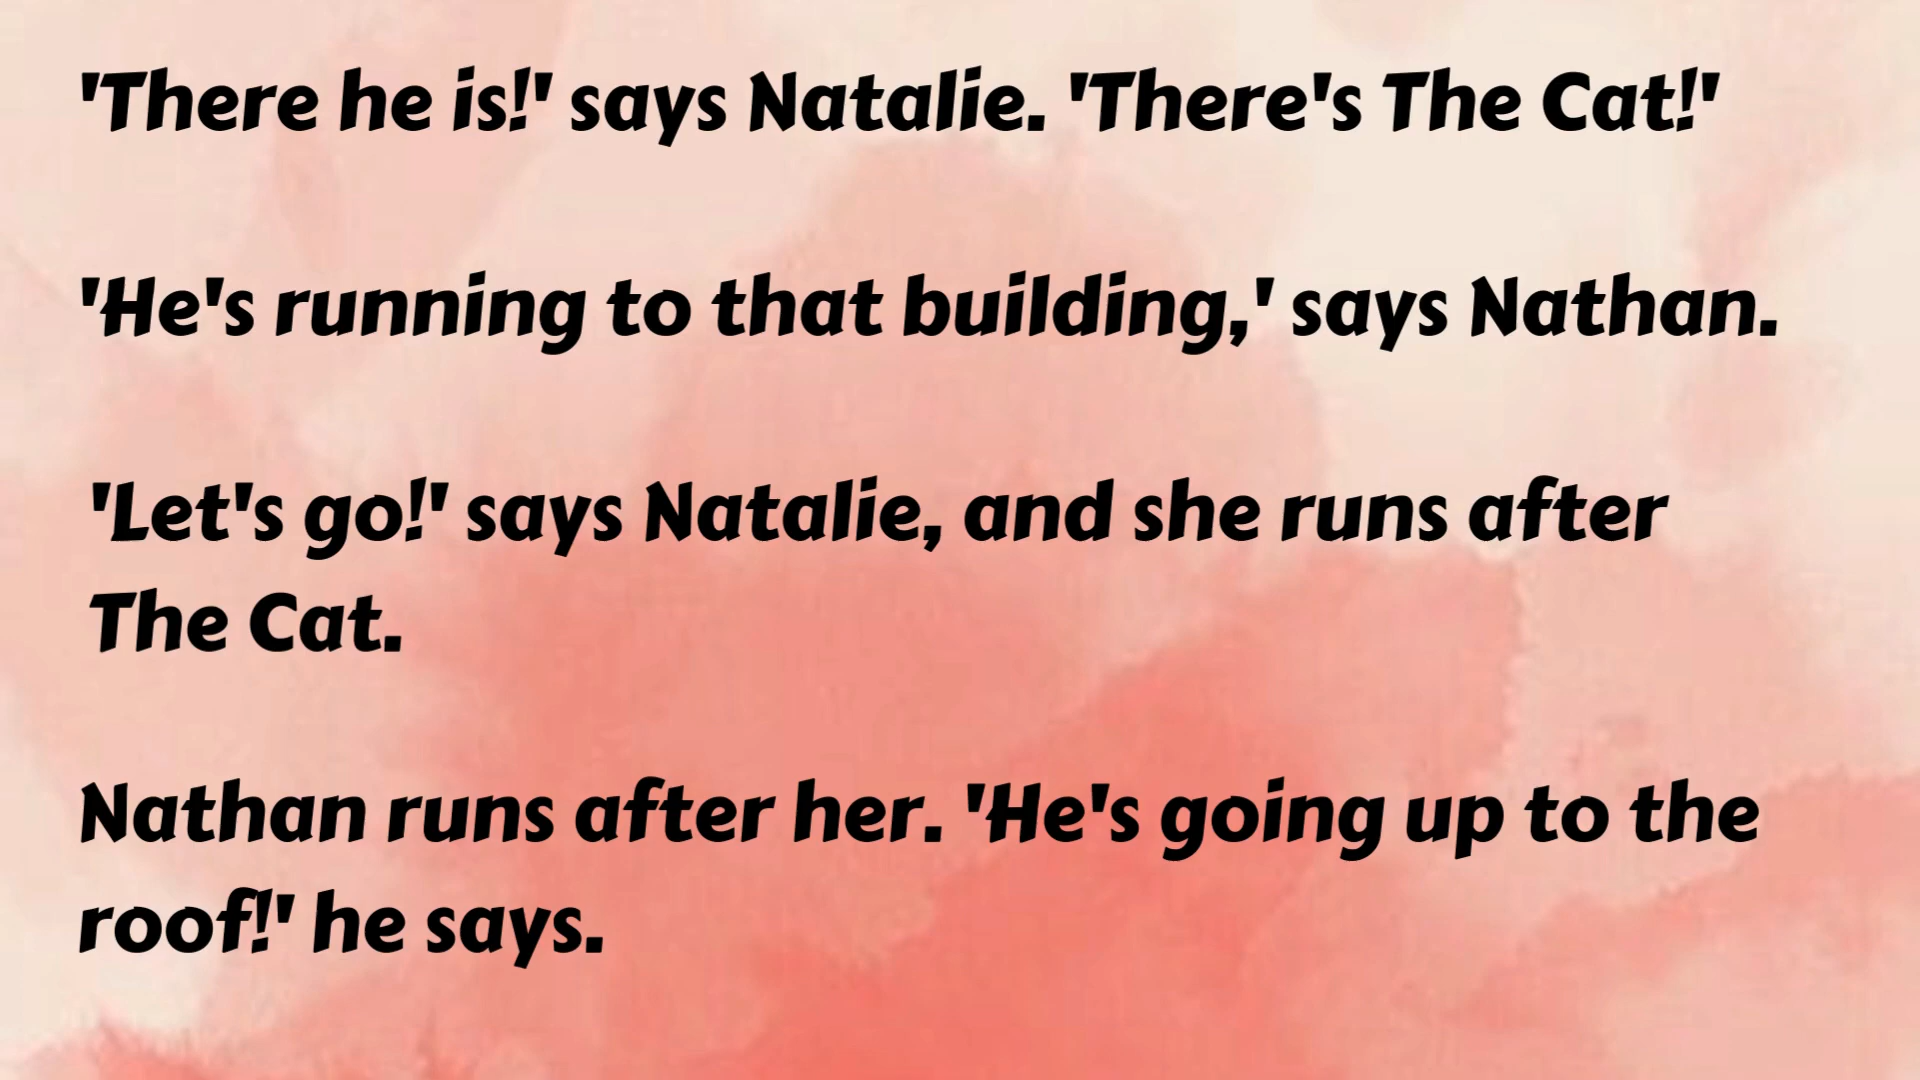 'There he is!' says Natalie. 'There's The Cat!'
'He's running to that building,' says Nathan.
'Let's go!' says Natalie, and she runs after
The Cat.
Nathan runs after her. 'He's going up to the
roof!' he says.